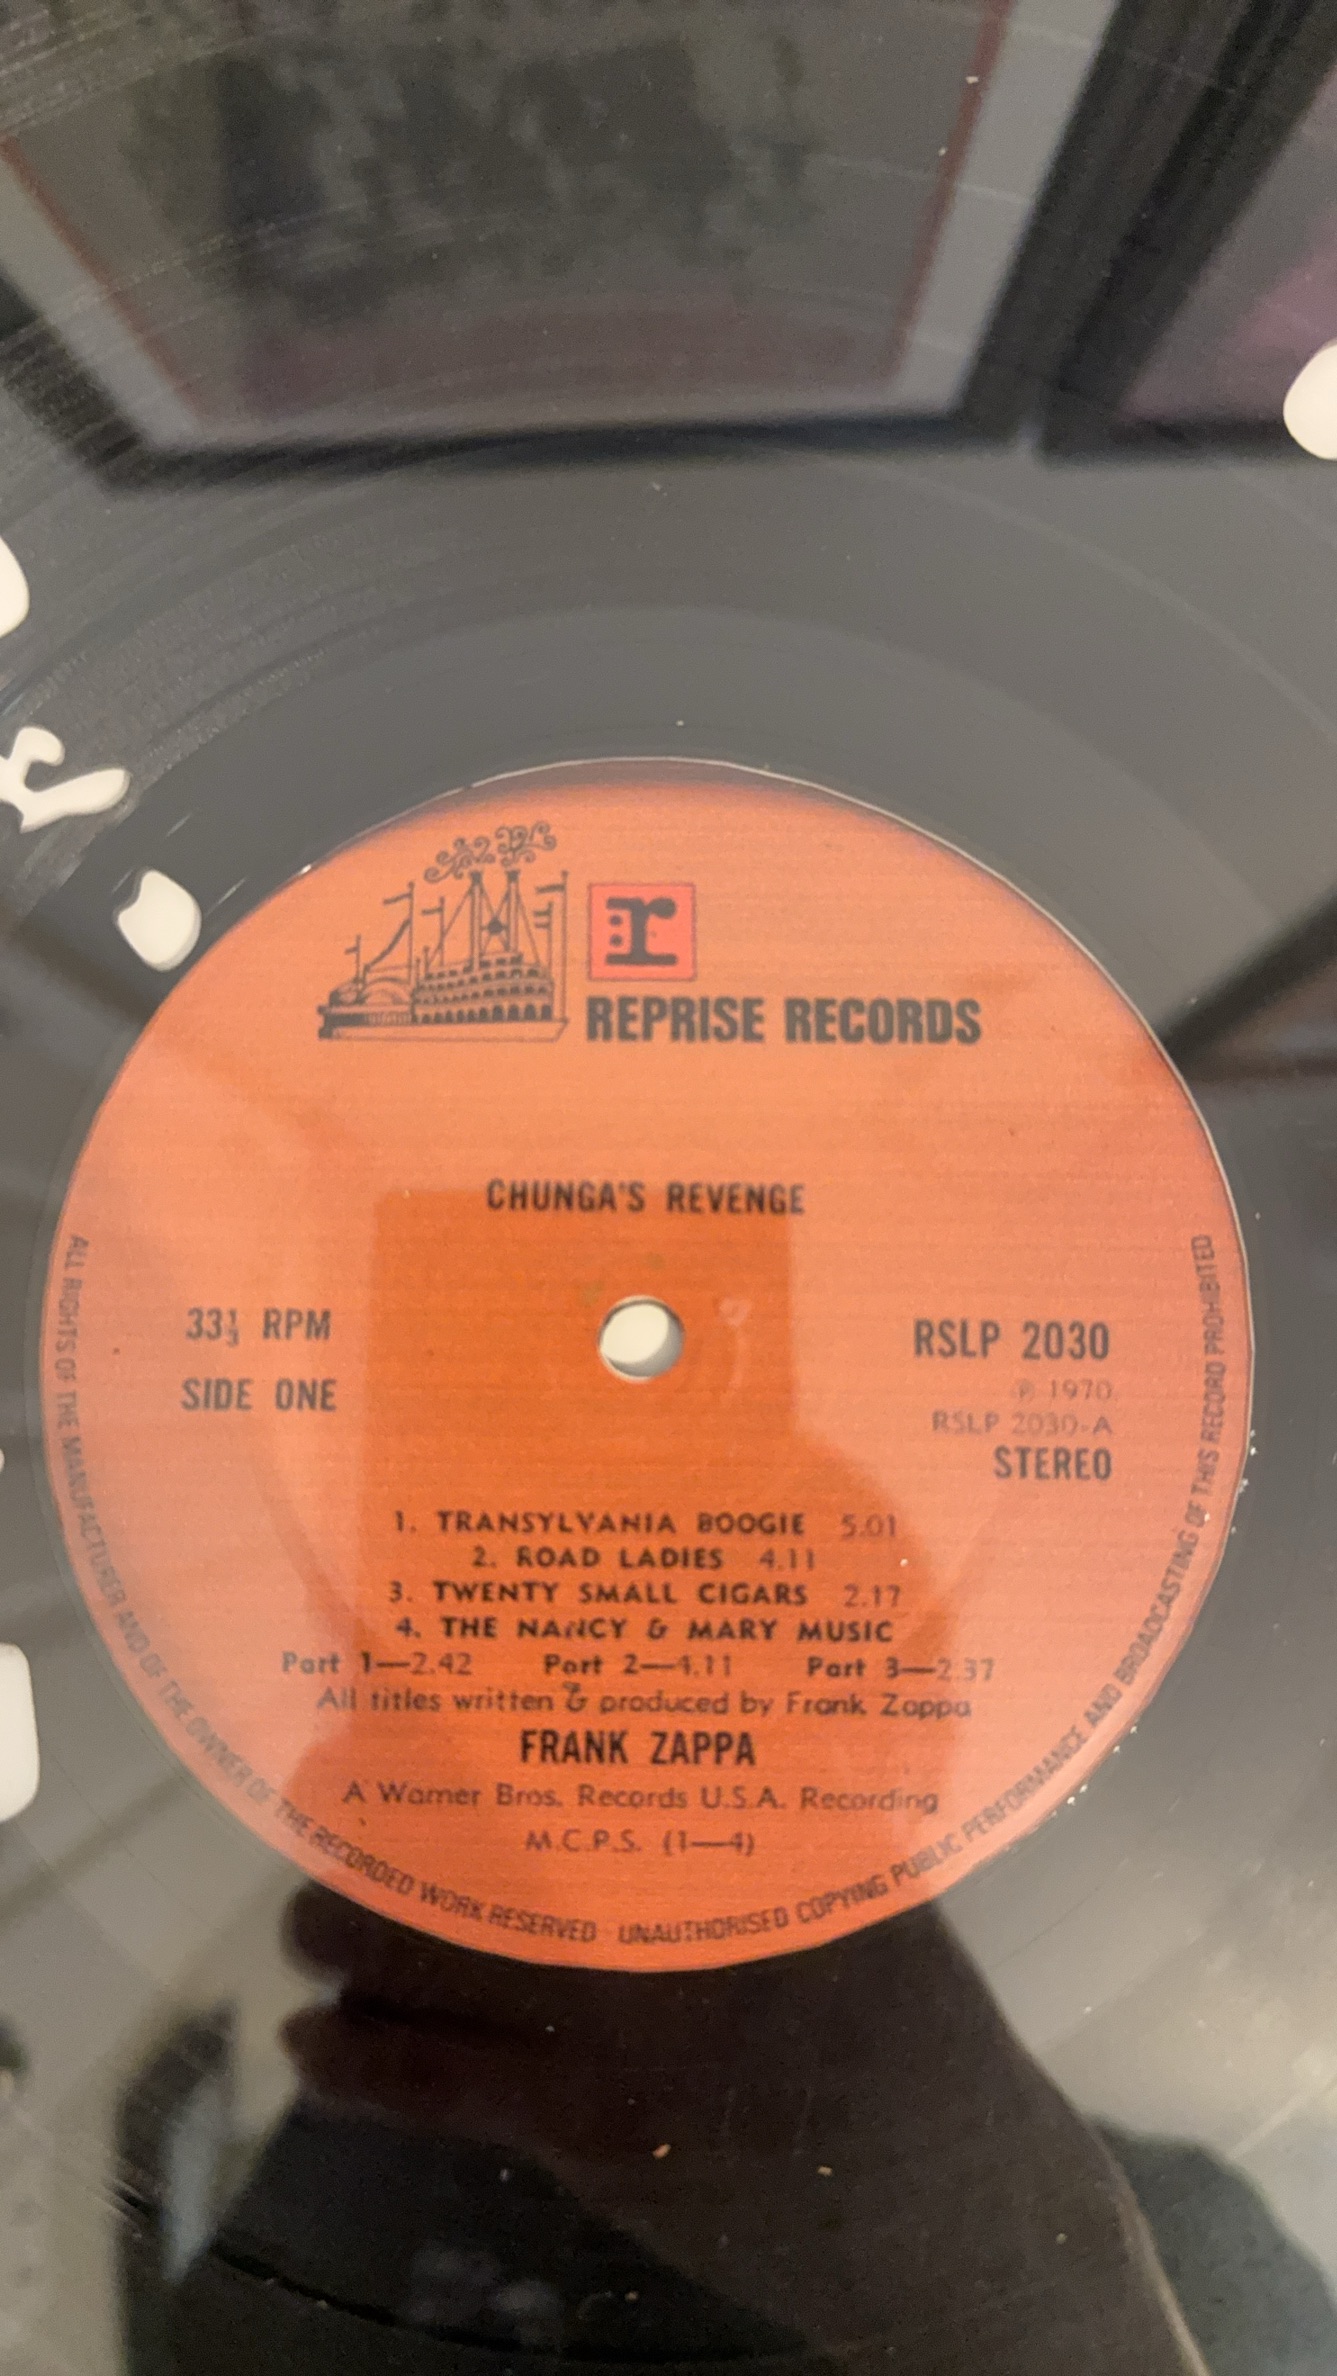 r
REPRISE RECORDS
CHUNGA'S REVENGE
33⅓ RPM
SIDE ONE
RSLP 2030
℗ 1970
RSLP 2030-A
STEREO
1. TRANSYLVANIA BOOGIE 5.01
2. ROAD LADIES 4.11
3. TWENTY SMALL CIGARS 2.17
4. THE NANCY & MARY MUSIC
Part 1—2.42 Part 2—4.11 Part 3—2.37
All titles written & produced by Frank Zappa
FRANK ZAPPA
A Warner Bros. Records U.S.A. Recording
M.C.P.S. (1—4)
ALL RIGHTS OF THE MANUFACTURER AND OF THE OWNER OF THE RECORDED WORK RESERVED · UNAUTHORISED COPYING PUBLIC PERFORMANCE AND BROADCASTING OF THIS RECORD PROHIBITED